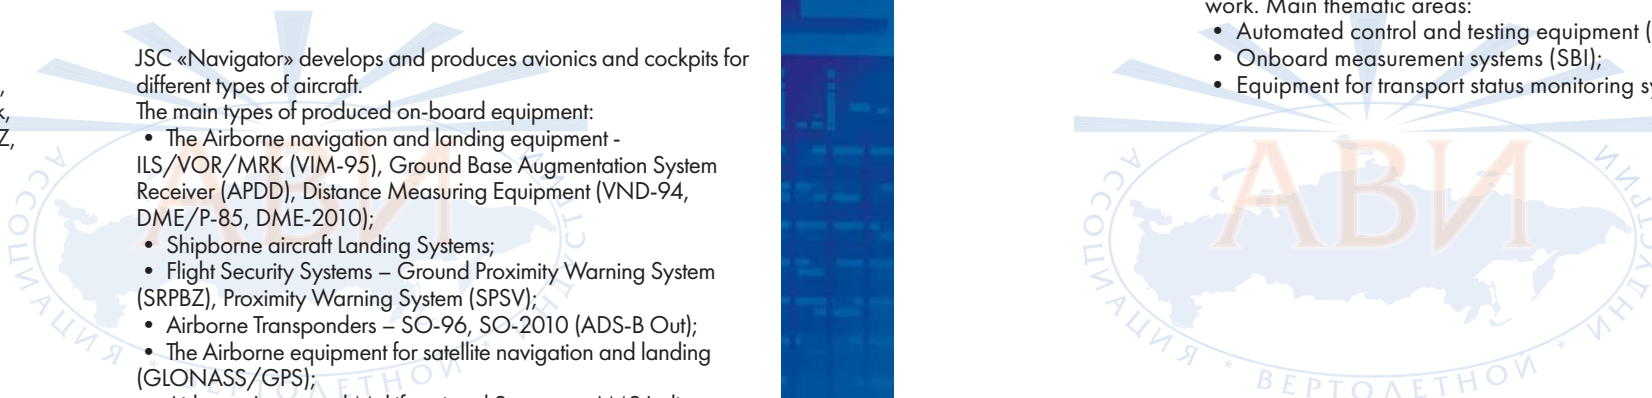 JSC «Navigator» develops and produces avionics and cockpits for
different types of aircraft.
The main types of produced on-board equipment:
• The Airborne navigation and landing equipment -
ILS/VOR/MRK (VIM-95), Ground Base Augmentation System
Receiver (APDD), Distance Measuring Equipment (VND-94,
DME/P-85, DME-2010);
• Shipborne aircraft Landing Systems;
• Flight Security Systems – Ground Proximity Warning System
(SRPBZ), Proximity Warning System (SPSV);
• Airborne Transponders – SO-96, SO-2010 (ADS-B Out);
• The Airborne equipment for satellite navigation and landing
(GLONASS/GPS);
АВИ
АССОЦИАЦИЯ * ВЕРТОЛЕТНОЙ *
work. Main thematic areas:
• Automated control and testing equipment (
• Onboard measurement systems (SBI);
• Equipment for transport status monitoring
АВИ
АССОЦИАЦИЯ * ВЕРТОЛЕТНОЙ * ИНДУСТРИИ